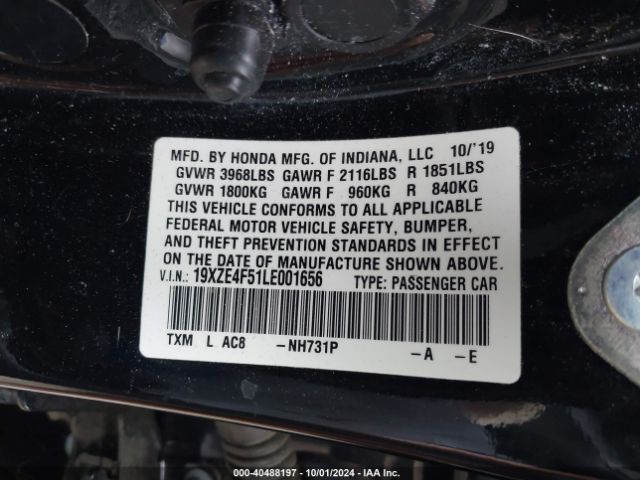 MFD. BY HONDA MFG. OF INDIANA, LLC 10/'19
GVWR 3968LBS GAWR F 2116LBS R 1851LBS
GVWR 1800KG GAWR F 960KG R 840KG
THIS VEHICLE CONFORMS TO ALL APPLICABLE
FEDERAL MOTOR VEHICLE SAFETY, BUMPER,
AND THEFT PREVENTION STANDARDS IN EFFECT
ON THE DATE OF MANUFACTURE SHOWN ABOVE.
V.I.N.: 19XZE4F51LE001656 TYPE: PASSENGER CAR
TXM L AC8 -NH731P -A -E
000-40488197 - 10/01/2024 - IAA Inc.